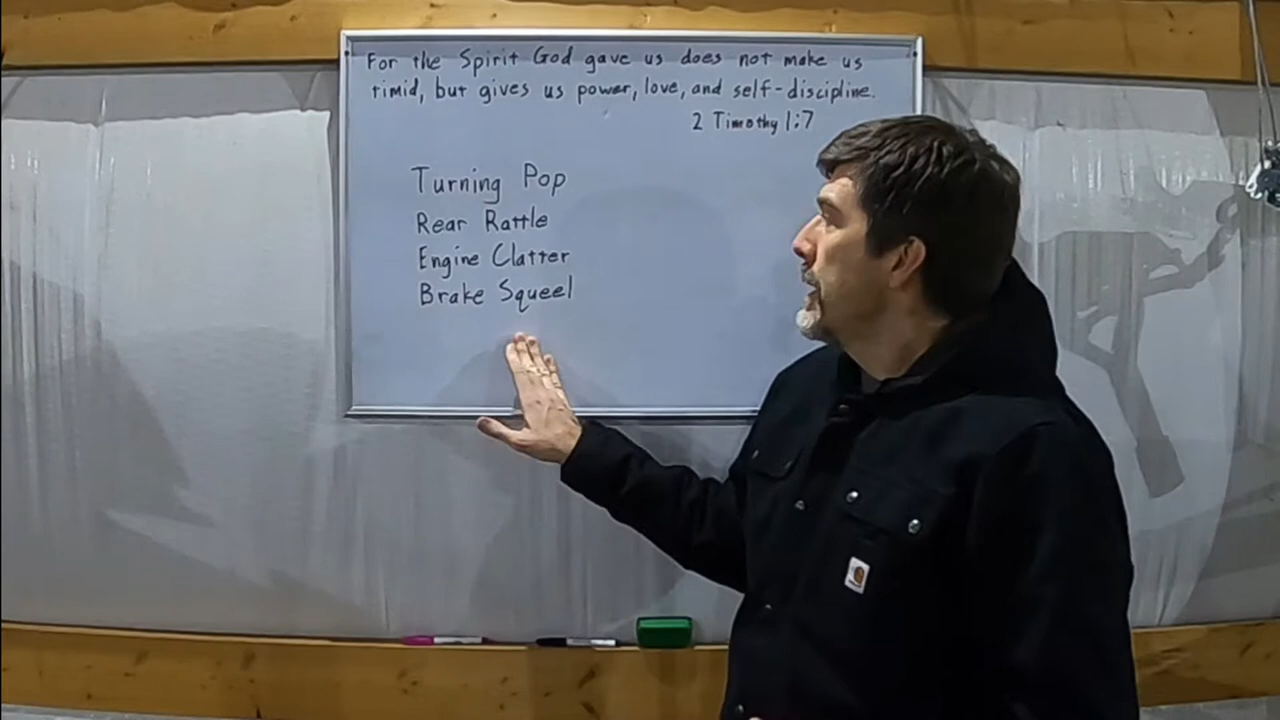 For the Spirit God gave us does not make us
timid, but gives us power, love, and self-discipline.
2 Timothy 1:7
Turning Pop
Rear Rattle
Engine Clatter
Brake Squeel